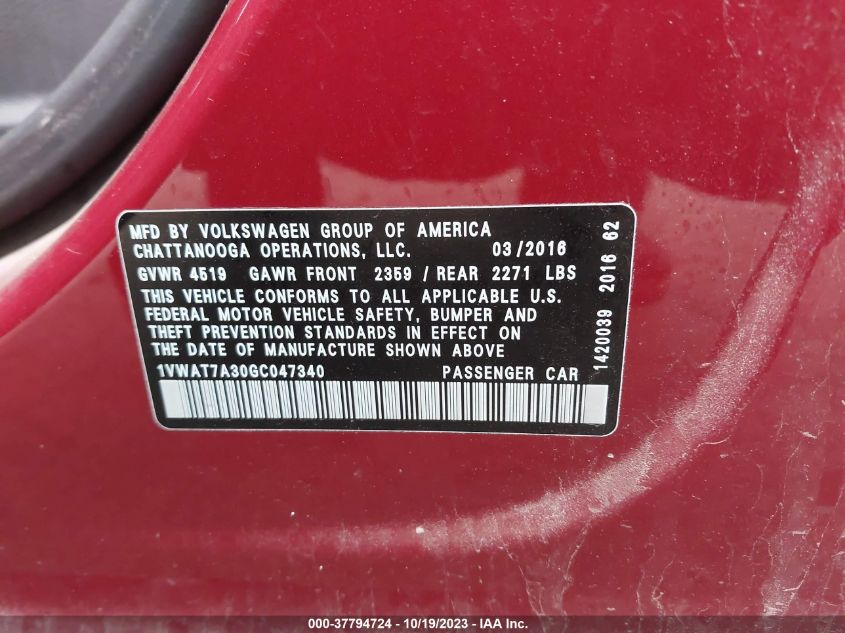 MFD BY VOLKSWAGEN GROUP OF AMERICA
CHATTANOOGA OPERATIONS, LLC. 03/2016
GVWR 4519 GAWR FRONT 2359 / REAR 2271 LBS
THIS VEHICLE CONFORMS TO ALL APPLICABLE U.S.
FEDERAL MOTOR VEHICLE SAFETY, BUMPER AND
THEFT PREVENTION STANDARDS IN EFFECT ON
THE DATE OF MANUFACTURE SHOWN ABOVE
1VWAT7A30GC047340 PASSENGER CAR
1420039 2016 62
000-37794724 - 10/19/2023 - IAA Inc.